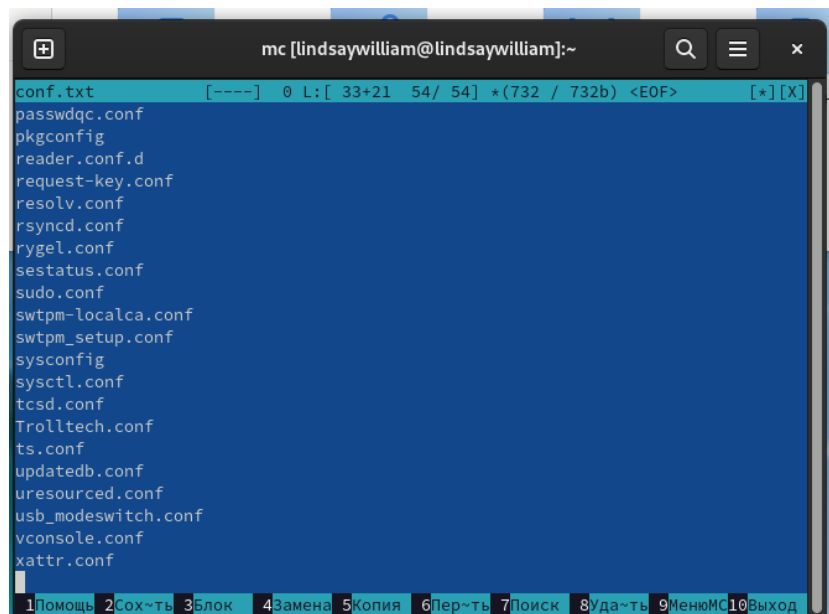 mc [lindsaywilliam@lindsaywilliam]:~
conf.txt [----] 0 L:[ 33+21 54/ 54] *(732 / 732b) <EOF> [*][X]
passwdqc.conf
pkgconfig
reader.conf.d
request-key.conf
resolv.conf
rsyncd.conf
rygel.conf
sestatus.conf
sudo.conf
swtpm-localca.conf
swtpm_setup.conf
sysconfig
sysctl.conf
tcsd.conf
Trolltech.conf
ts.conf
updatedb.conf
uresourced.conf
usb_modeswitch.conf
vconsole.conf
xattr.conf
1Помощь 2Сох~ть 3Блок 4Замена 5Копия 6Пер~ть 7Поиск 8Уда~ть 9МенюMC 10Выход